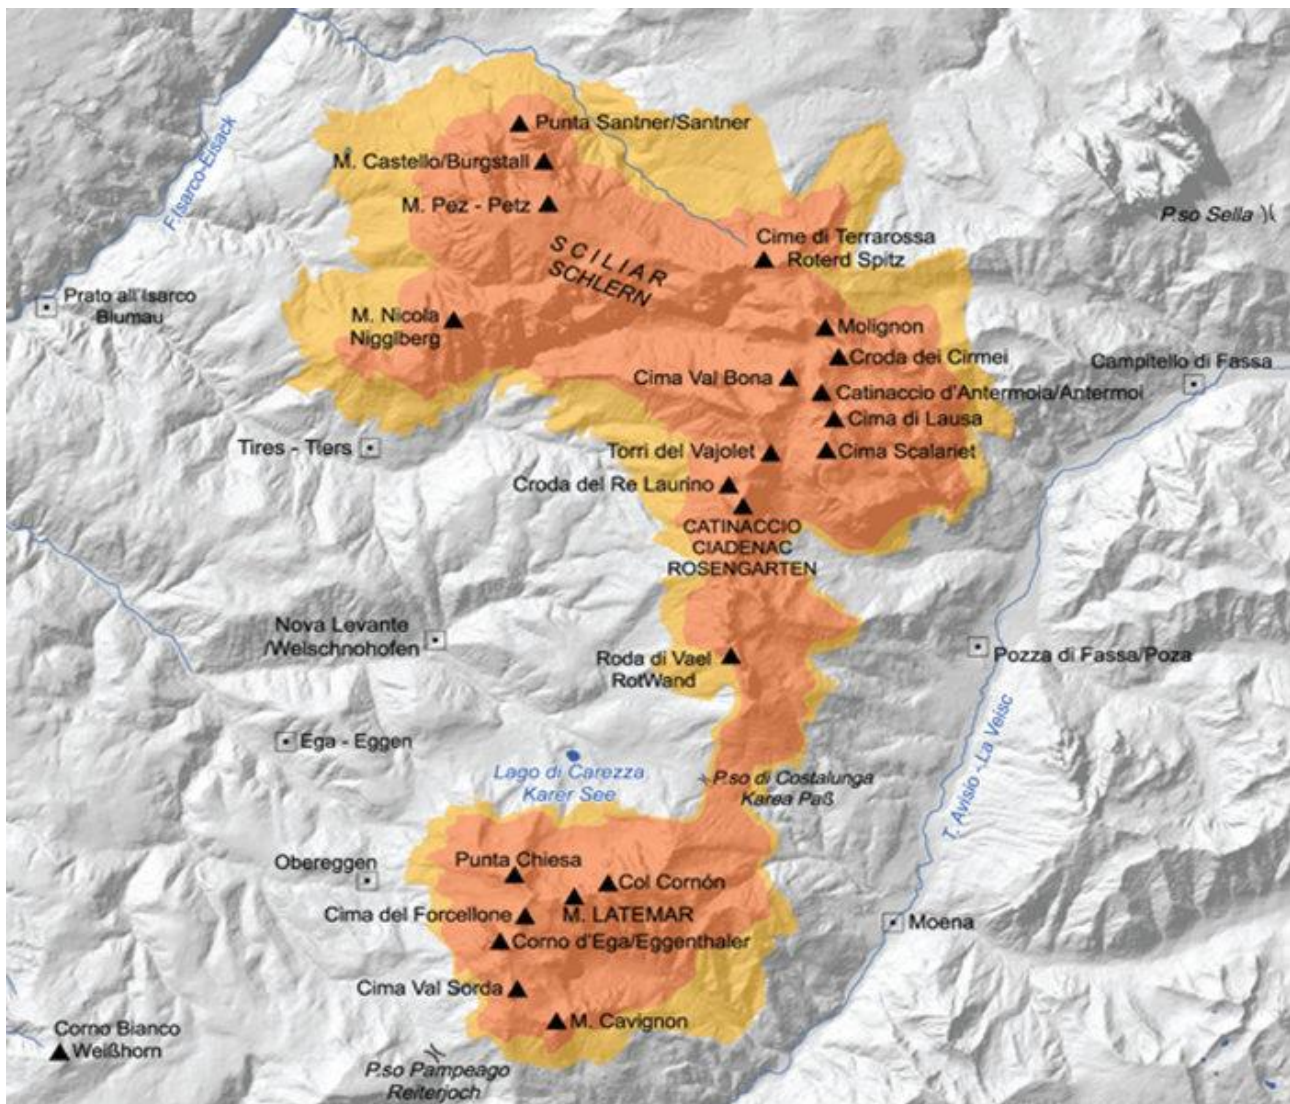 Punta Santner/Santner
F. Isarco-Eisack
M. Castello/Burgstall
M. Pez - Petz
P.so Sella
Cime di Terrarossa
Roterd Spitz
SCILIAR
SCHLERN
Prato all'Isarco
Blumau
M. Nicola
Nigglberg
Molignon
Croda dei Cirmei
Campitello di Fassa
Cima Val Bona
Catinaccio d'Antermoia/Antermoi
Cima di Lausa
Tires - Tiers
Torri del Vajolet
Cima Scalariet
Croda del Re Laurino
CATINACCIO
CIADENAC
ROSENGARTEN
Nova Levante
/Welschnohofen
Roda di Vael
RotWand
Pozza di Fassa/Poza
Ega - Eggen
Lago di Carezza
Karer See
P.so di Costalunga
Karea Paß
T. Avisio - La Veisc
Obereggen
Punta Chiesa
Col Cornón
M. LATEMAR
Cima del Forcellone
Moena
Corno d'Ega/Eggenthaler
Cima Val Sorda
M. Cavignon
Corno Bianco
Weißhorn
P.so Pampeago
Reiterjoch